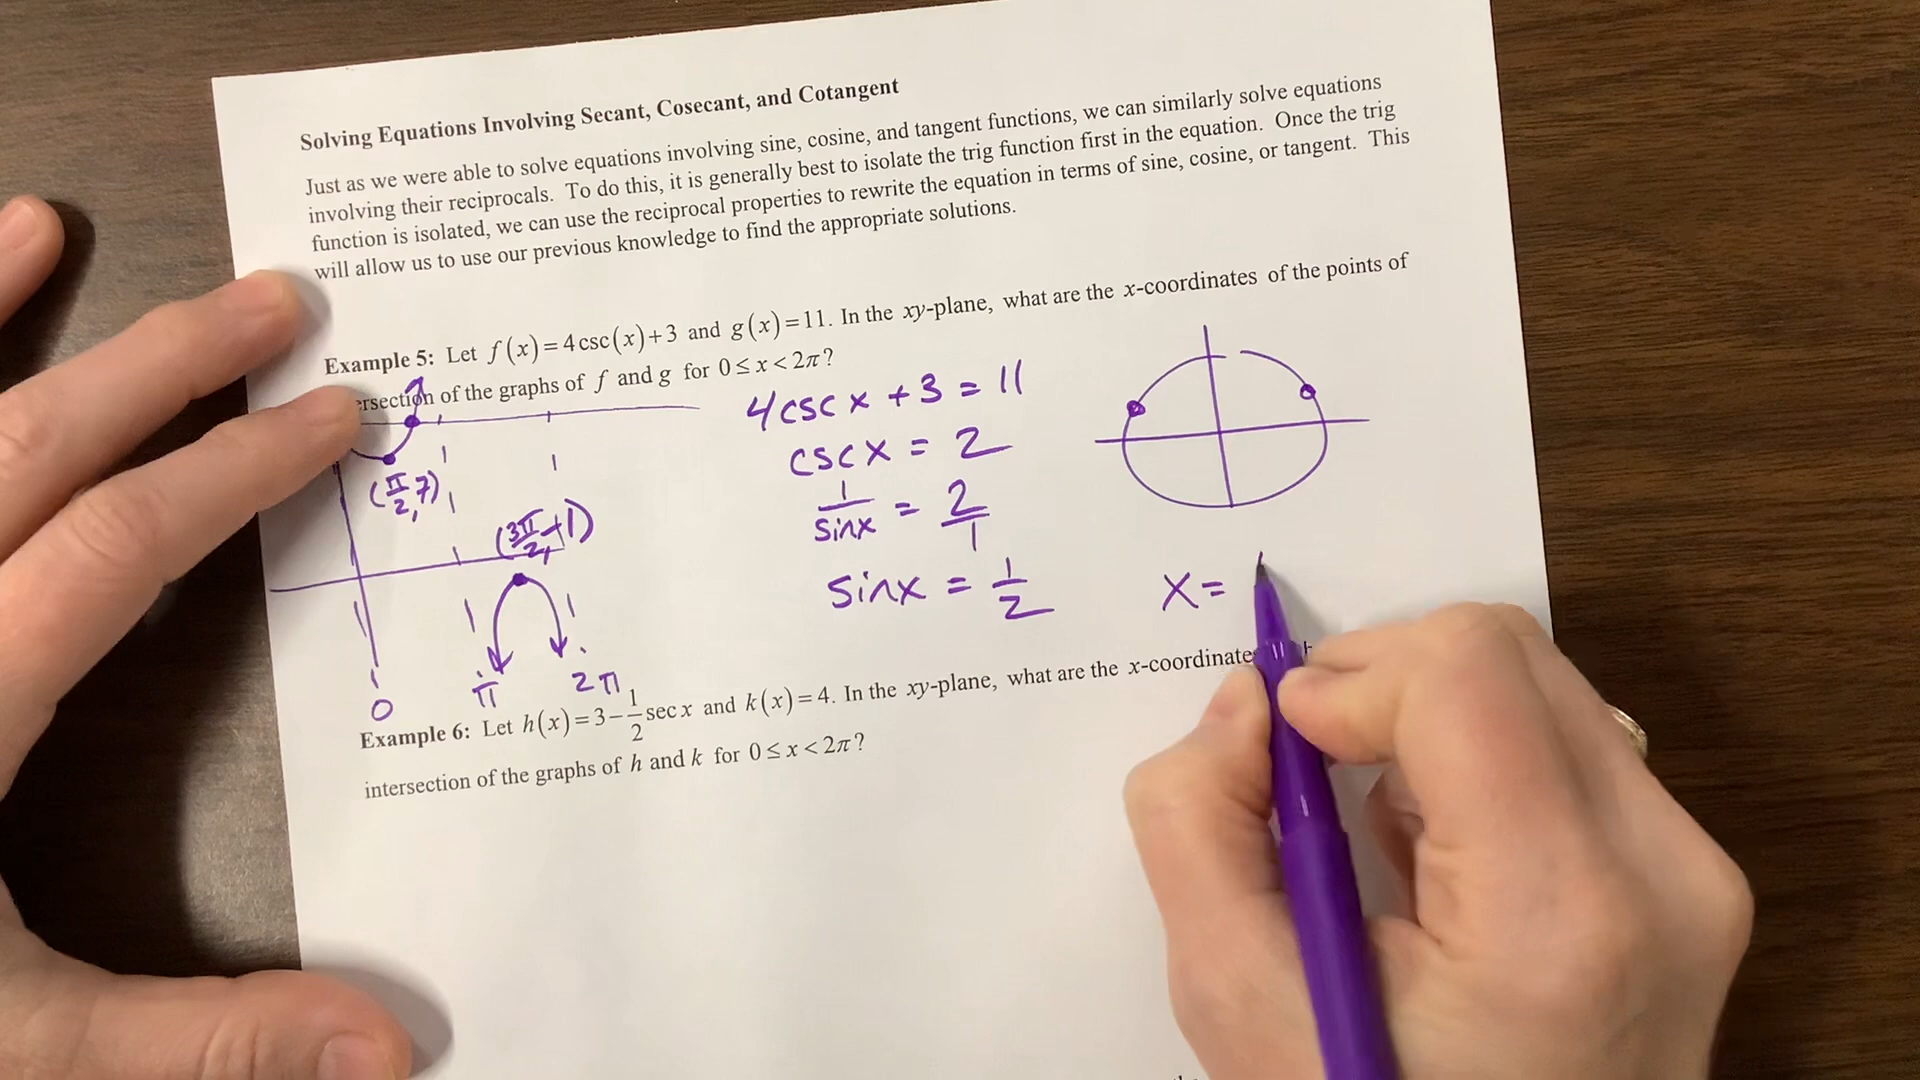 Solving Equations Involving Secant, Cosecant, and Cotangent
Just as we were able to solve equations involving sine, cosine, and tangent functions, we can similarly solve equations
involving their reciprocals. To do this, it is generally best to isolate the trig function first in the equation. Once the trig
function is isolated, we can use the reciprocal properties to rewrite the equation in terms of sine, cosine, or tangent. This
will allow us to use our previous knowledge to find the appropriate solutions.
Example 5: Let f(x)=4csc(x)+3 and g(x)=11. In the xy-plane, what are the x-coordinates of the points of
of the graphs of f and g for 0≤x<2π?
4cscx+3=11
cscx=2
1/sinx=2/1
sinx=1/2
x=
(π/2,7)
(3π/2,-1)
0
π
2π
Example 6: Let h(x)=3-1/2 sec x and k(x)=4. In the xy-plane, what are the x-coordinates
intersection of the graphs of h and k for 0≤x<2π?